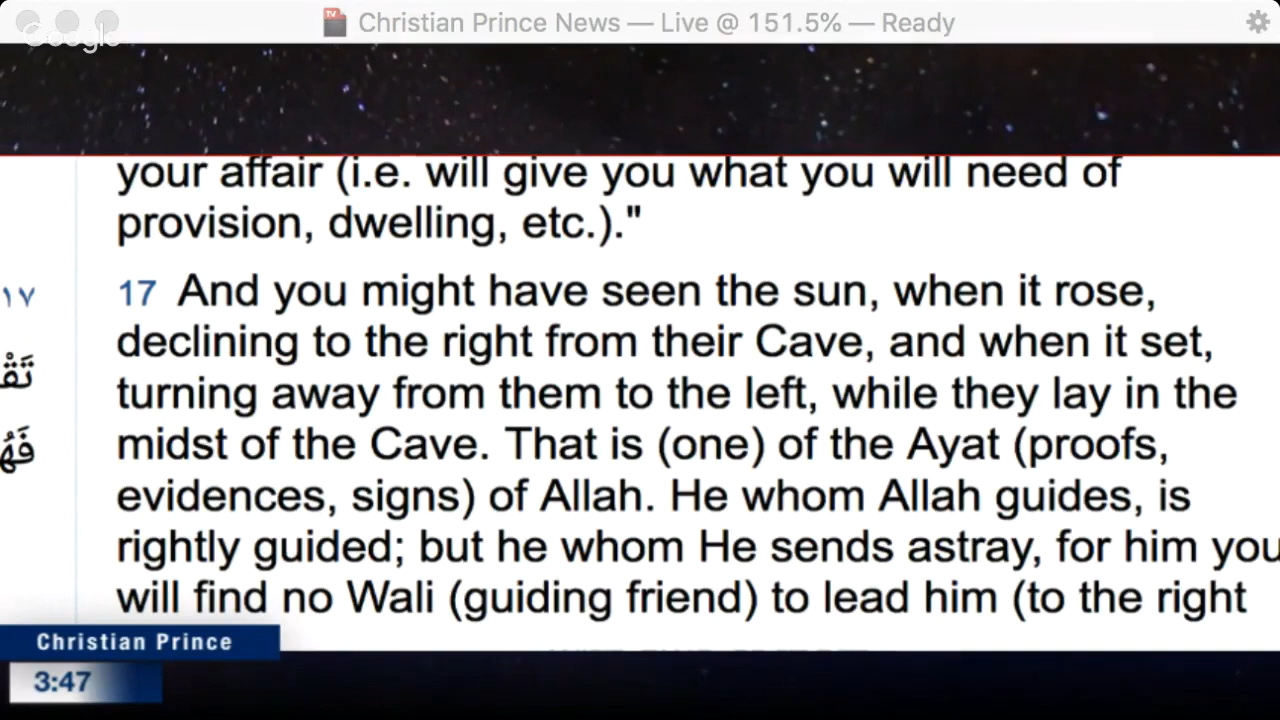 Christian Prince News — Live @ 151.5% — Ready
Google
your affair (i.e. will give you what you will need of
provision, dwelling, etc.)."
17 And you might have seen the sun, when it rose,
declining to the right from their Cave, and when it set,
turning away from them to the left, while they lay in the
midst of the Cave. That is (one) of the Ayat (proofs,
evidences, signs) of Allah. He whom Allah guides, is
rightly guided; but he whom He sends astray, for him you
will find no Wali (guiding friend) to lead him (to the right
١٧
Christian Prince
3:47